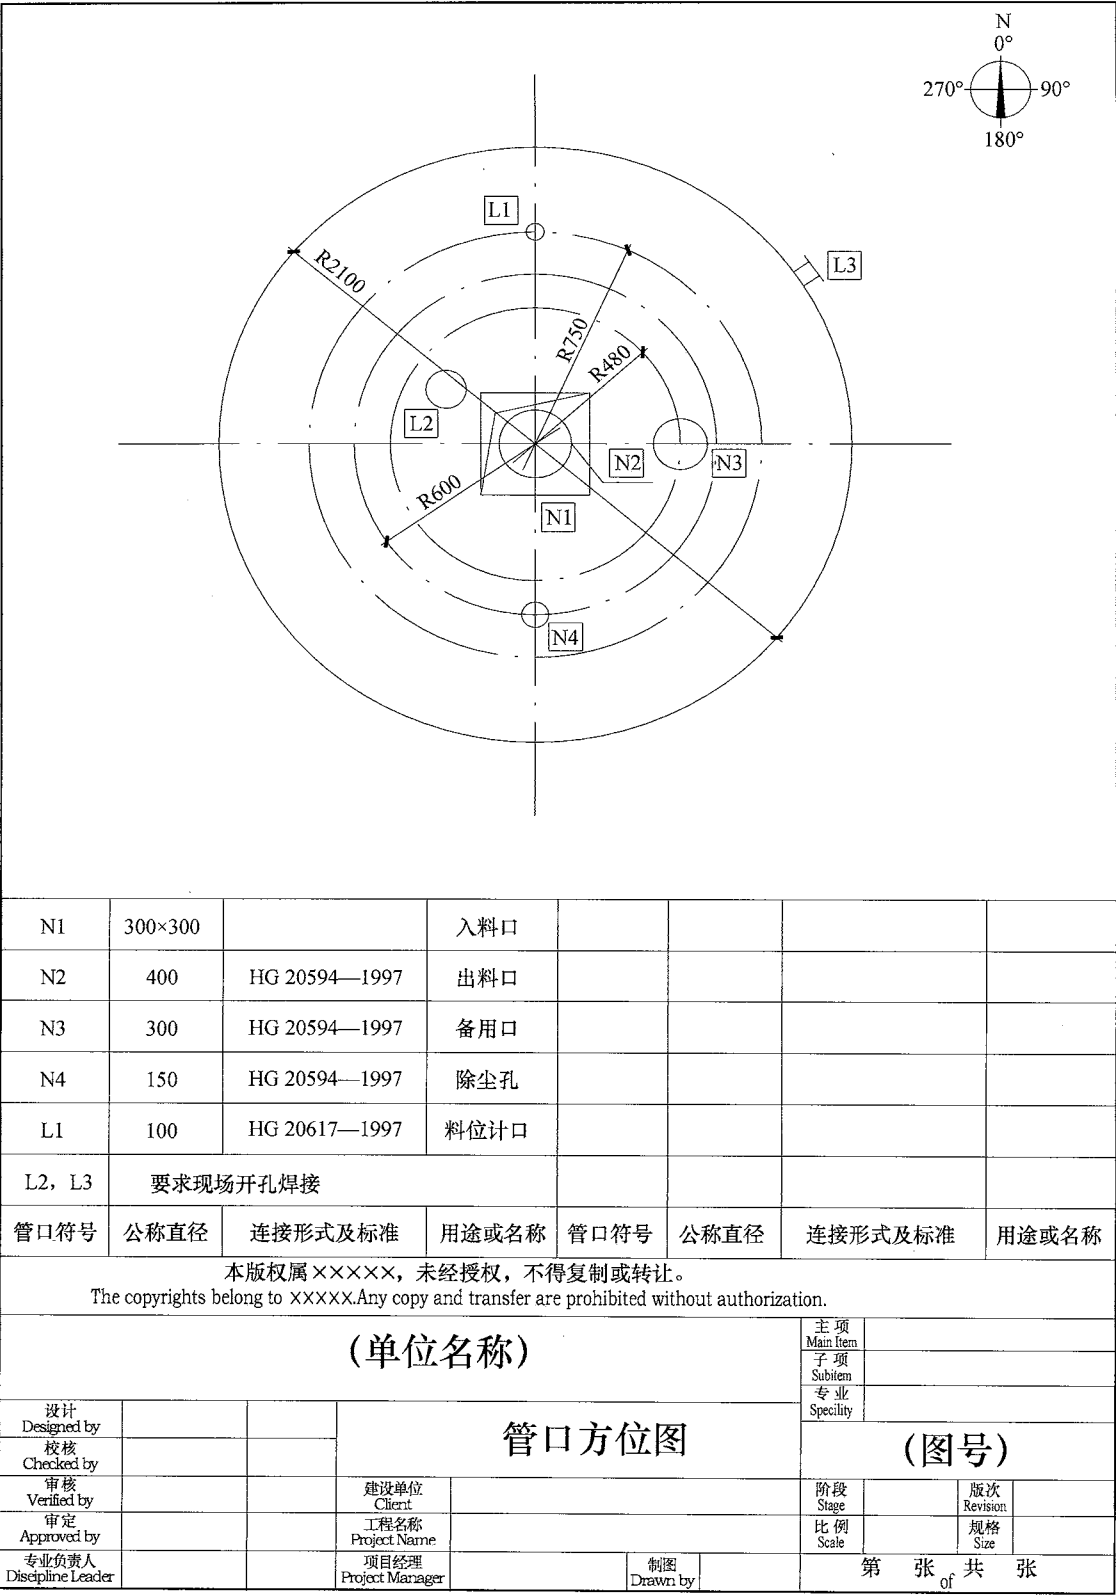 N
0°
270°
90°
180°
L1
L3
R2100
R750
R480
L2
N2
N3
R600
N1
N4
N1 300×300 入料口
N2 400 HG 20594—1997 出料口
N3 300 HG 20594—1997 备用口
N4 150 HG 20594—1997 除尘孔
L1 100 HG 20617—1997 料位计口
L2，L3 要求现场开孔焊接
管口符号 公称直径 连接形式及标准 用途或名称 管口符号 公称直径 连接形式及标准 用途或名称
本版权属×××××，未经授权，不得复制或转让。
The copyrights belong to ×××××.Any copy and transfer are prohibited without authorization.
(单位名称)
主项
Main Item
子项
Subitem
专业
Specility
设计
Designed by
校核
Checked by
审核
Verified by
审定
Approved by
专业负责人
Diseipline Leader
管口方位图
(图号)
建设单位
Client
工程名称
Project Name
项目经理
Project Manager
制图
Drawn by
阶段
Stage
版次
Revision
比例
Scale
规格
Size
第 张 of 共 张